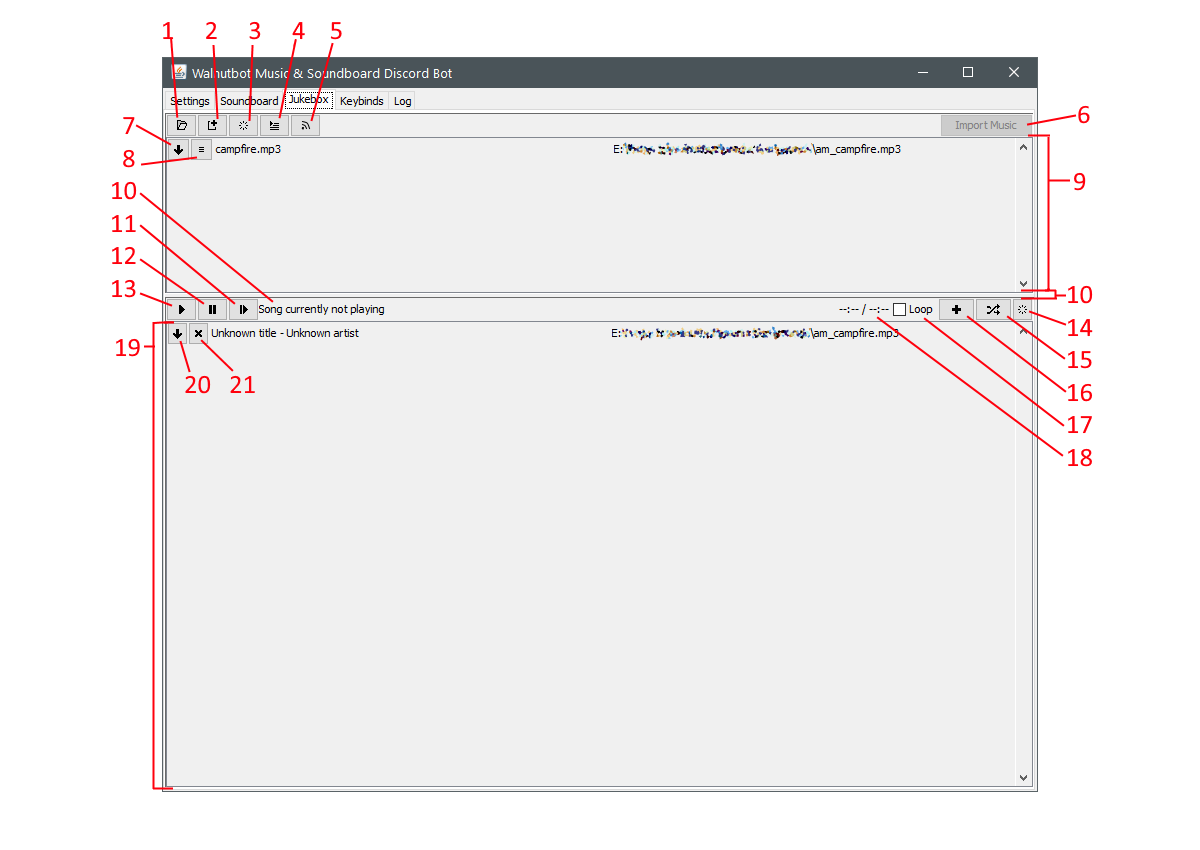 1 2 3 4 5
Walnutbot Music & Soundboard Discord Bot
Settings Soundboard Jukebox Keybinds Log
6
Import Music
7
8
campfire.mp3 E:\ \am_campfire.mp3
9
10
11
12
13
Song currently not playing --:-- / --:-- Loop
10
14
Unknown title - Unknown artist E:\ \am_campfire.mp3
19
15
20 21
16
17
18